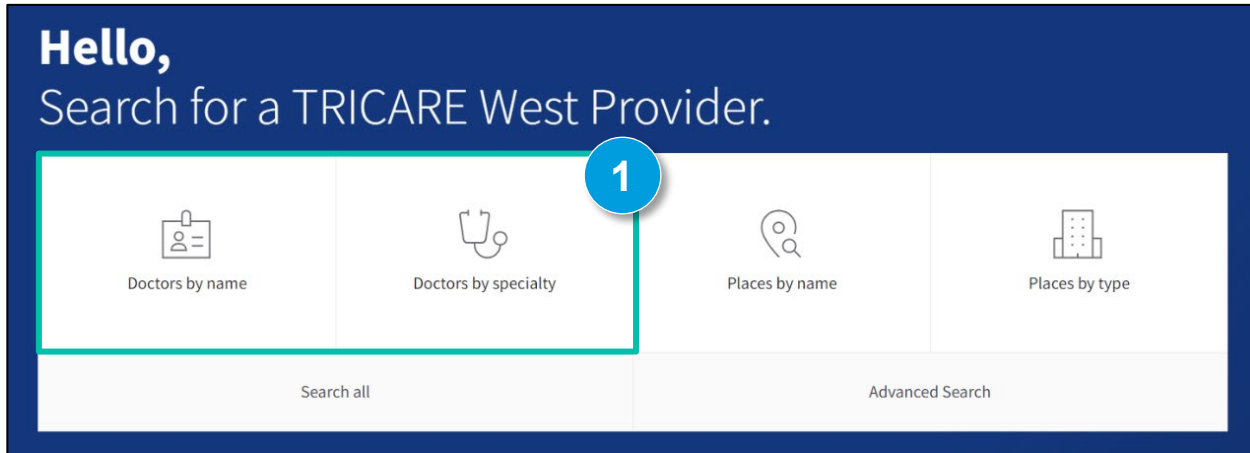 Hello,
Search for a TRICARE West Provider.
1
Doctors by name
Doctors by specialty
Places by name
Places by type
Search all
Advanced Search